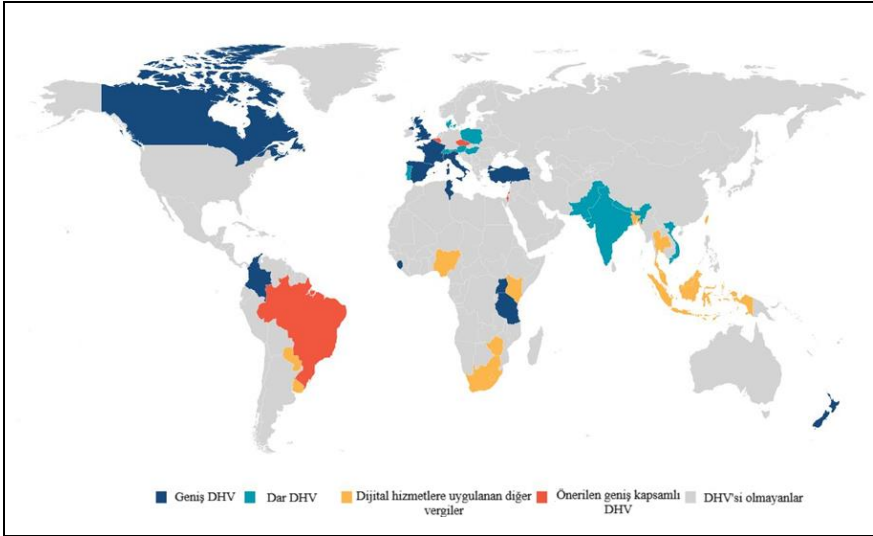 Geniş DHV
Dar DHV
Dijital hizmetlere uygulanan diğer
vergiler
Önerilen geniş kapsamlı
DHV
DHV'si olmayanlar